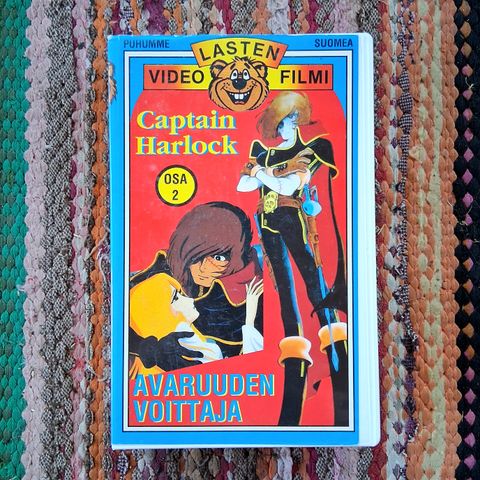 PUHUMME SUOMEA
LASTEN
VIDEO FILMI
Captain
Harlock
OSA
2
AVARUUDEN
VOITTAJA